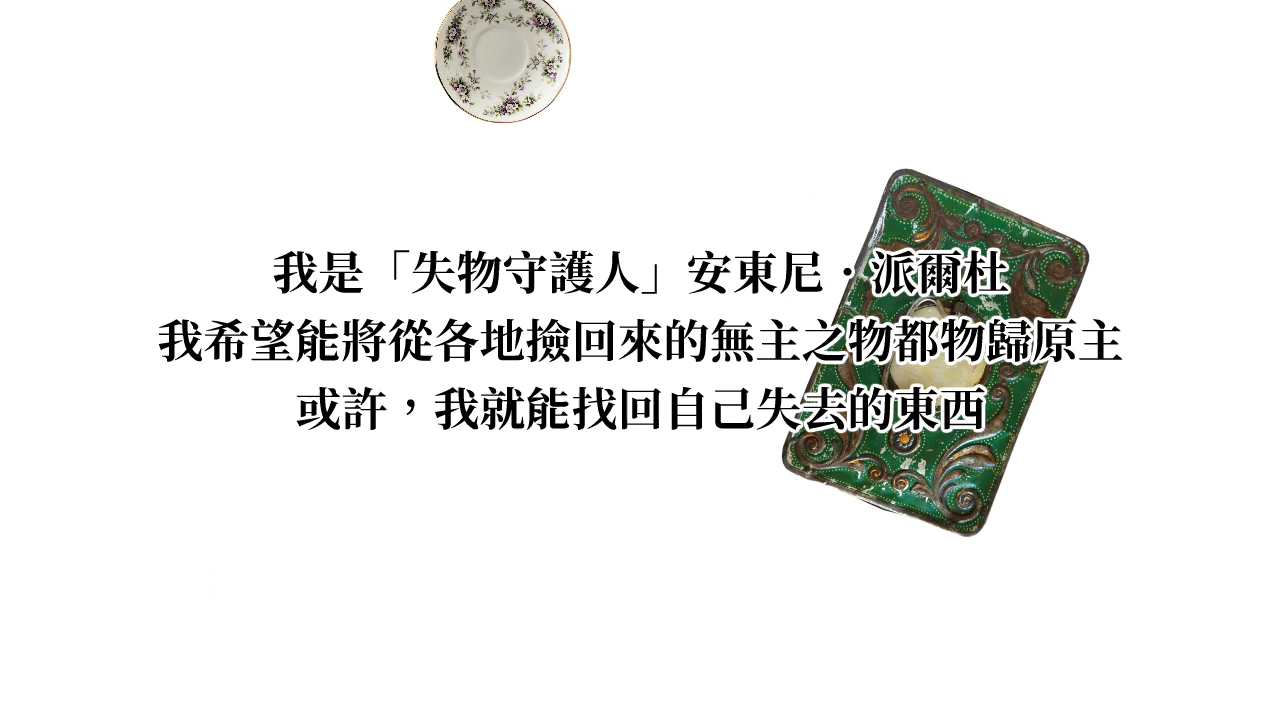 我是「失物守護人」安東尼．派爾杜
我希望能將從各地撿回來的無主之物都物歸原主
或許，我就能找回自己失去的東西